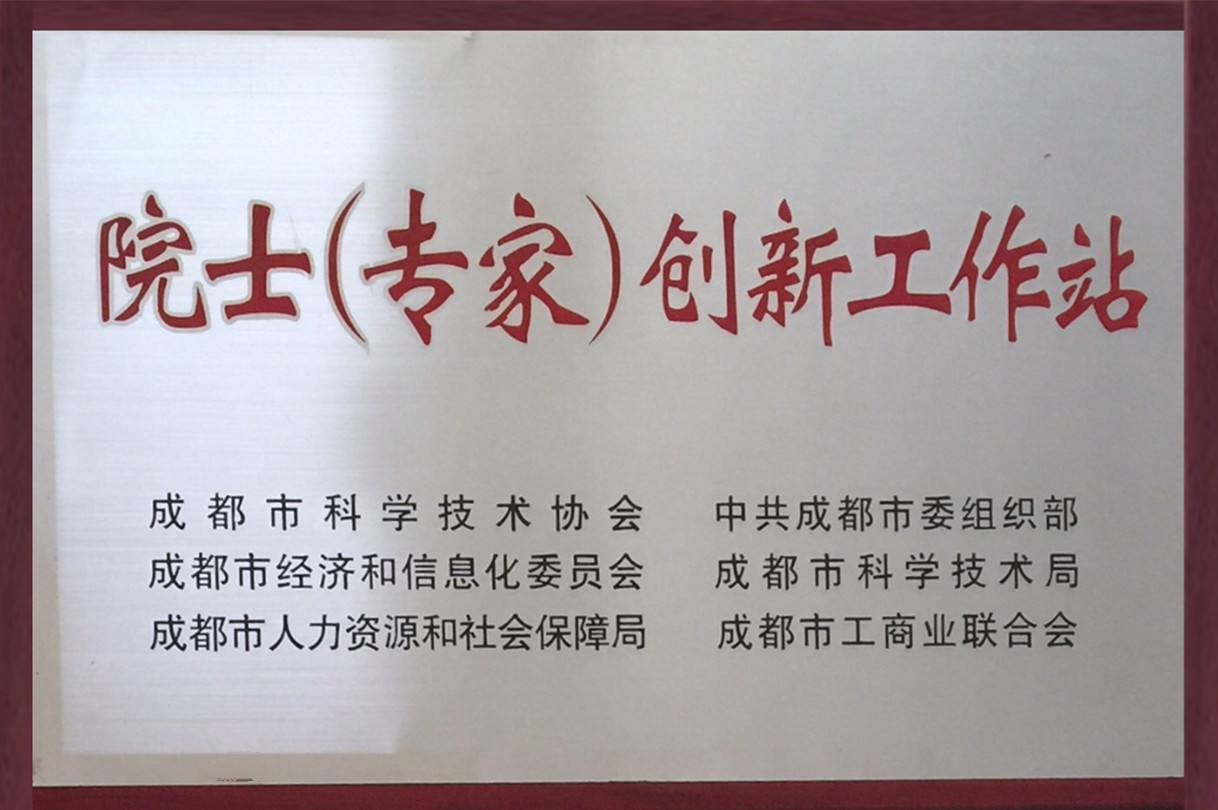 院士(专家)创新工作站
成都市科学技术协会 中共成都市委组织部
成都市经济和信息化委员会 成都市科学技术局
成都市人力资源和社会保障局 成都市工商业联合会